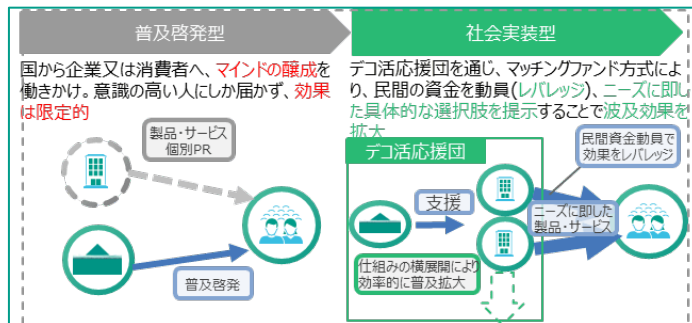 普及啓発型
国から企業又は消費者へ、マインドの醸成を
働きかけ。意識の高い人にしか届かず、効果
は限定的
製品・サービス
個別PR
普及啓発
社会実装型
デコ活応援団を通じ、マッチングファンド方式によ
り、民間の資金を動員(レバレッジ)、ニーズに即し
た具体的な選択肢を提示することで波及効果を
拡大
デコ活応援団
民間資金動員で
効果をレバレッジ
支援
ニーズに即した
製品・サービス
仕組みの横展開により
効率的に普及拡大